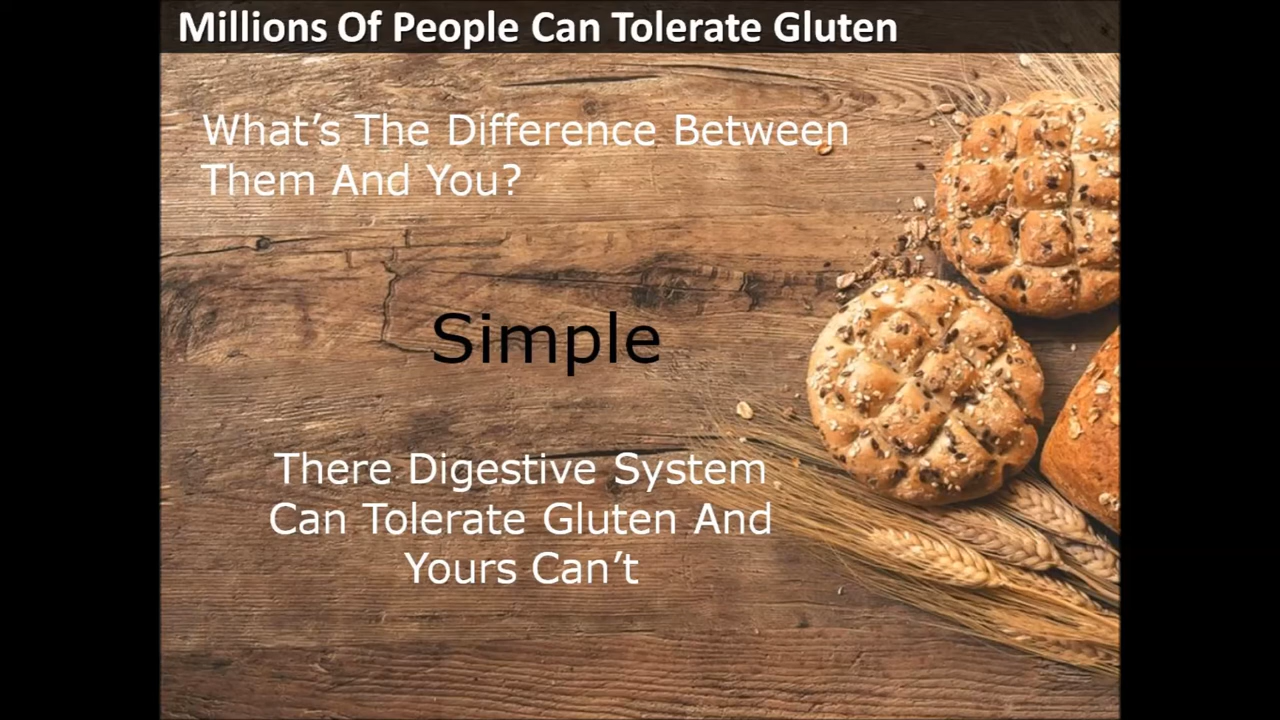 Millions Of People Can Tolerate Gluten
What’s The Difference Between
Them And You?
Simple
There Digestive System
Can Tolerate Gluten And
Yours Can’t